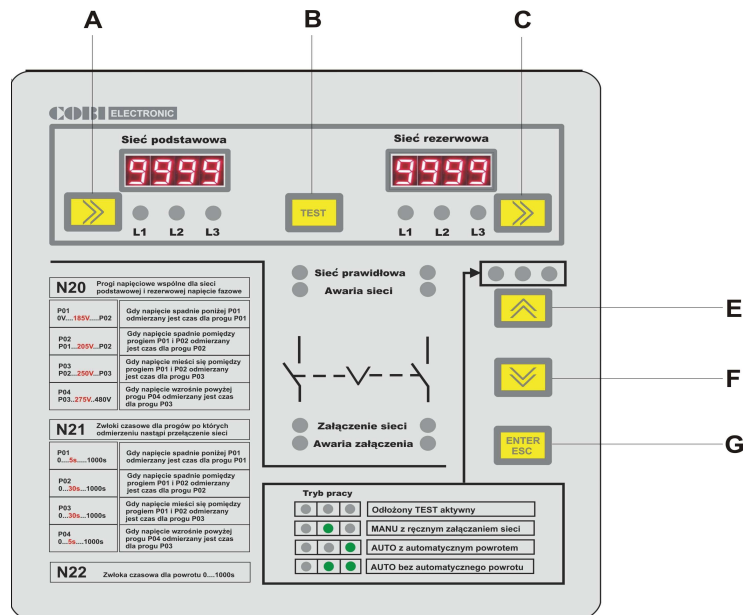 A B C
COBI ELECTRONIC
Sieć podstawowa
Sieć rezerwowa
9999
9999
TEST
L1 L2 L3
L1 L2 L3
N20 Progi napięciowe wspólne dla sieci
podstawowej i rezerwowej napięcie fazowe
P01
0V....185V.....P02
Gdy napięcie spadnie poniżej P01
odmierzany jest czas dla progu P01
P02
P01...205V...P02
Gdy napięcie spadnie pomiędzy
progiem P01 i P02 odmierzany
jest czas dla progu P02
P03
P02...250V...P03
Gdy napięcie mieści się pomiędzy
progiem P01 i P02 odmierzany
jest czas dla progu P03
P04
P03..275V..480V
Gdy napięcie wzrośnie powyżej
progu P04 odmierzany jest czas
dla progu P03
N21 Zwłoki czasowe dla progów po których
odmierzeniu nastąpi przełączenie sieci
P01
0....5s.....1000s
Gdy napięcie spadnie poniżej P01
odmierzany jest czas dla progu P01
P02
0...30s...1000s
Gdy napięcie spadnie pomiędzy
progiem P01 i P02 odmierzany
jest czas dla progu P02
P03
0...30s...1000s
Gdy napięcie mieści się pomiędzy
progiem P01 i P02 odmierzany
jest czas dla progu P03
P04
0...5s....1000s
Gdy napięcie wzrośnie powyżej
progu P04 odmierzany jest czas
dla progu P03
N22 Zwłoka czasowa dla powrotu 0....1000s
Sieć prawidłowa
Awaria sieci
Załączenie sieci
Awaria załączenia
E
F
ENTER
ESC
G
Tryb pracy
Odłożony TEST aktywny
MANU z ręcznym załączaniem sieci
AUTO z automatycznym powrotem
AUTO bez automatycznego powrotu